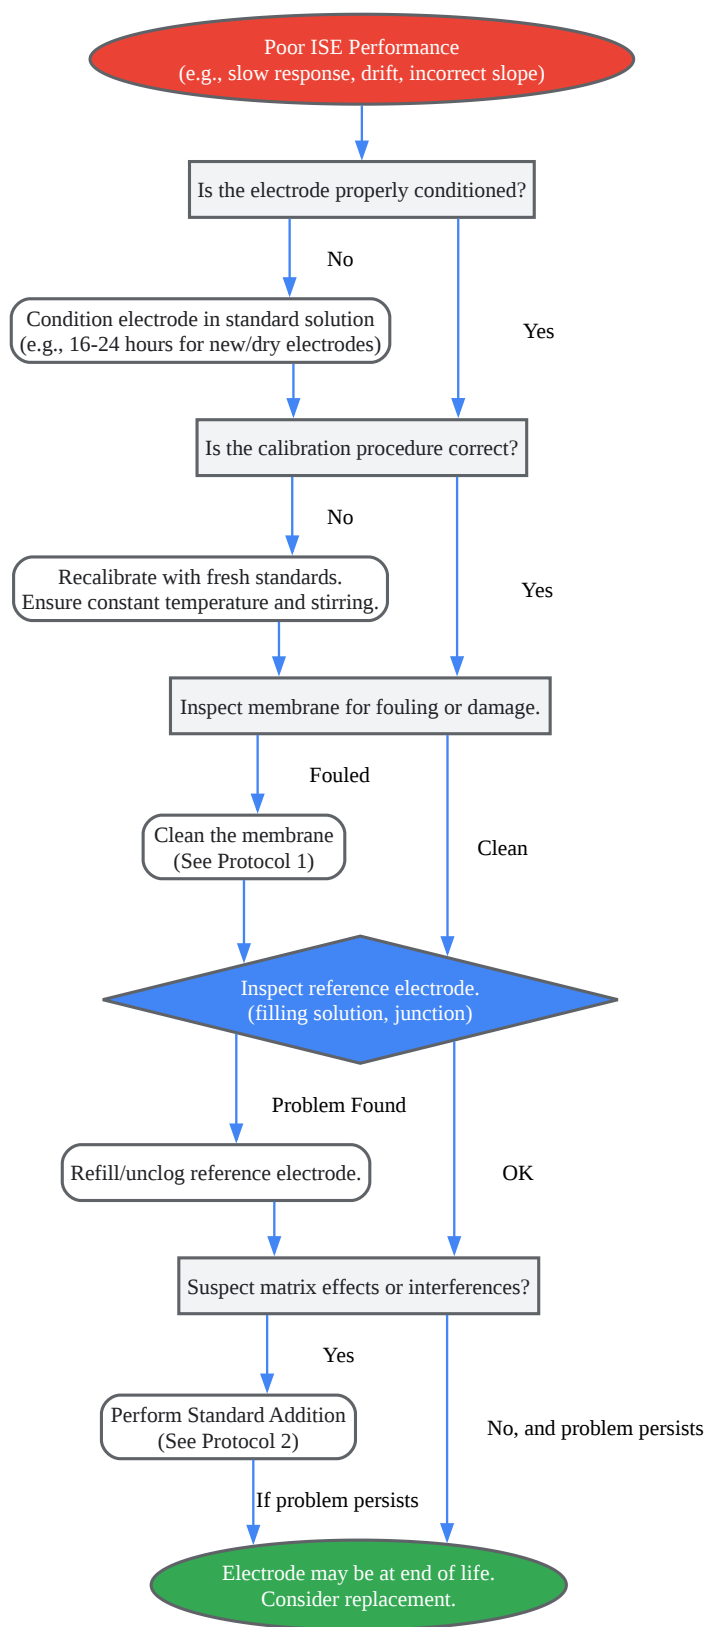 Poor ISE Performance
(e.g., slow response, drift, incorrect slope)
Is the electrode properly conditioned?
No
Condition electrode in standard solution
(e.g., 16-24 hours for new/dry electrodes)
Yes
Is the calibration procedure correct?
No
Recalibrate with fresh standards.
Ensure constant temperature and stirring.
Yes
Inspect membrane for fouling or damage.
Fouled
Clean the membrane
(See Protocol 1)
Clean
Inspect reference electrode.
(filling solution, junction)
Problem Found
Refill/unclog reference electrode.
OK
Suspect matrix effects or interferences?
Yes
Perform Standard Addition
(See Protocol 2)
No, and problem persists
If problem persists
Electrode may be at end of life.
Consider replacement.